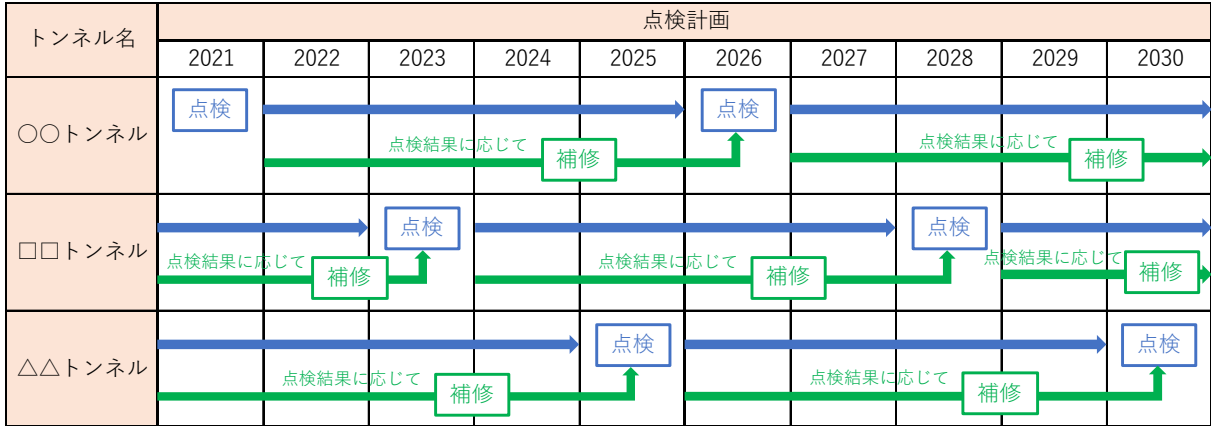 トンネル名
点検計画
2021 2022 2023 2024 2025 2026 2027 2028 2029 2030
○○トンネル
点検 点検
点検結果に応じて 点検結果に応じて
補修 補修
□□トンネル
点検 点検
点検結果に応じて 点検結果に応じて 点検結果に応じて
補修 補修 補修
△△トンネル
点検 点検
点検結果に応じて 点検結果に応じて
補修 補修